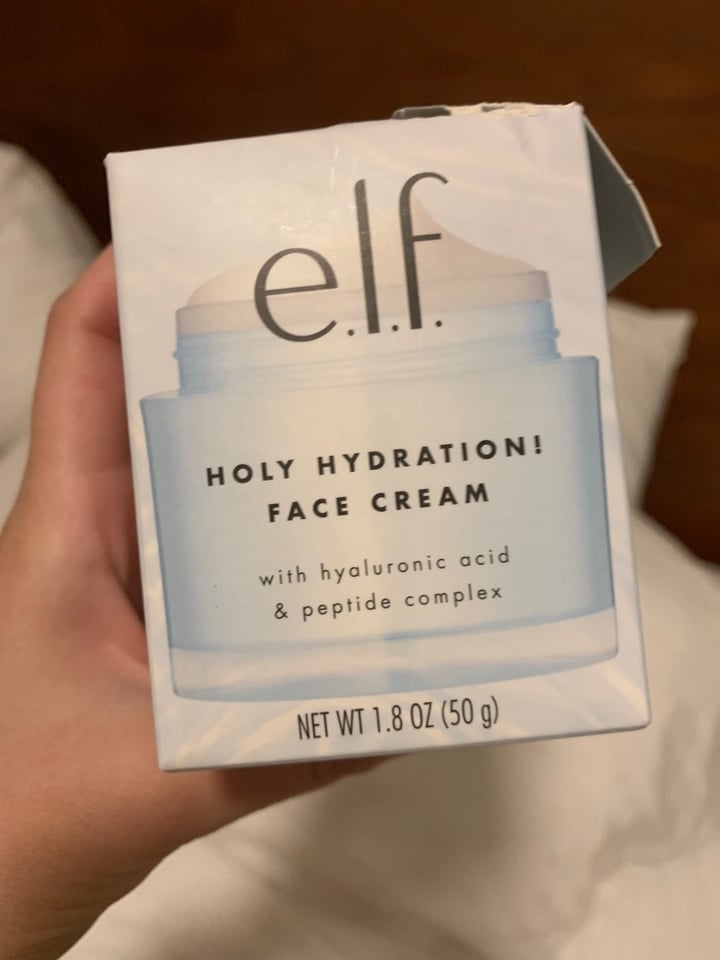 e.l.f.
HOLY HYDRATION!
FACE CREAM
with hyaluronic acid
& peptide complex
NET WT 1.8 OZ (50 g)